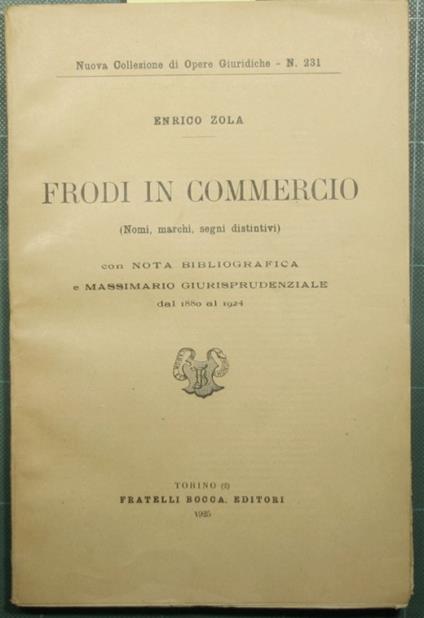 Nuova Collezione di Opere Giuridiche - N. 231
ENRICO ZOLA
FRODI IN COMMERCIO
(Nomi, marchi, segni distintivi)
con NOTA BIBLIOGRAFICA
e MASSIMARIO GIURISPRUDENZIALE
dal 1880 al 1924
TORINO (2)
FRATELLI BOCCA, EDITORI
1925